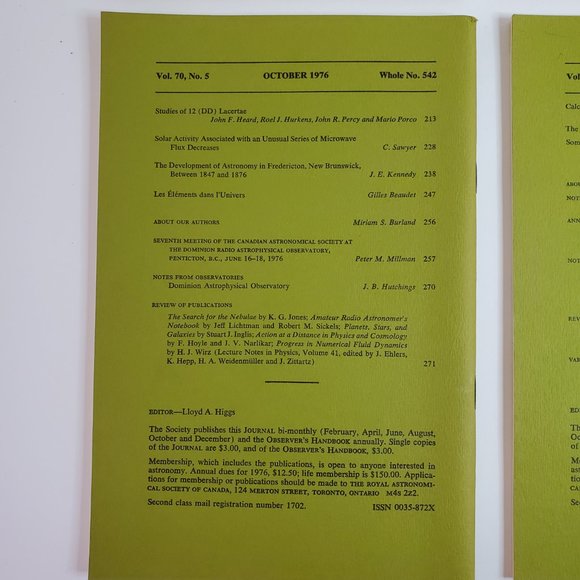 Vol. 70, No. 5 OCTOBER 1976 Whole No. 542
Studies of 12 (DD) Lacertae
John F. Heard, Roel J. Hurkens, John R. Percy and Mario Porco 213
Solar Activity Associated with an Unusual Series of Microwave
Flux Decreases C. Sawyer 228
The Development of Astronomy in Fredericton, New Brunswick,
Between 1847 and 1876 J. E. Kennedy 238
Les Éléments dans l'Univers Gilles Beaudet 247
ABOUT OUR AUTHORS Miriam S. Burland 256
SEVENTH MEETING OF THE CANADIAN ASTRONOMICAL SOCIETY AT
THE DOMINION RADIO ASTROPHYSICAL OBSERVATORY,
PENTICTON, B.C., JUNE 16–18, 1976 Peter M. Millman 257
NOTES FROM OBSERVATORIES
Dominion Astrophysical Observatory J. B. Hutchings 270
REVIEW OF PUBLICATIONS
The Search for the Nebulae by K. G. Jones; Amateur Radio Astronomer's
Notebook by Jeff Lichtman and Robert M. Sickels; Planets, Stars, and
Galaxies by Stuart J. Inglis; Action at a Distance in Physics and Cosmology
by F. Hoyle and J. V. Narlikar; Progress in Numerical Fluid Dynamics
by H. J. Wirz (Lecture Notes in Physics, Volume 41, edited by J. Ehlers,
K. Hepp, H. A. Weidenmüller and J. Zittartz) 271
EDITOR—Lloyd A. Higgs
The Society publishes this JOURNAL bi-monthly (February, April, June, August,
October and December) and the OBSERVER'S HANDBOOK annually. Single copies
of the JOURNAL are $3.00, and of the OBSERVER'S HANDBOOK, $3.00.
Membership, which includes the publications, is open to anyone interested in
astronomy. Annual dues for 1976, $12.50; life membership is $150.00. Applica-
tions for membership or publications should be made to THE ROYAL ASTRONOMI-
CAL SOCIETY OF CANADA, 124 MERTON STREET, TORONTO, ONTARIO M4S 2Z2.
Second class mail registration number 1702. ISSN 0035-872X